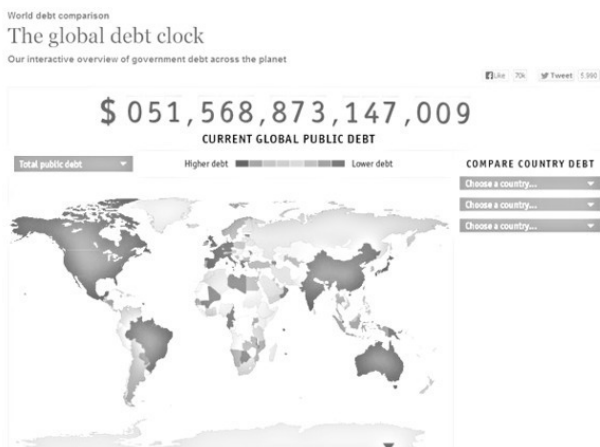 World debt comparison
The global debt clock
Our interactive overview of government debt across the planet
Like 70k Tweet 5,990
$ 051,568,873,147,009
CURRENT GLOBAL PUBLIC DEBT
Total public debt
Higher debt Lower debt
COMPARE COUNTRY DEBT
Choose a country...
Choose a country...
Choose a country...